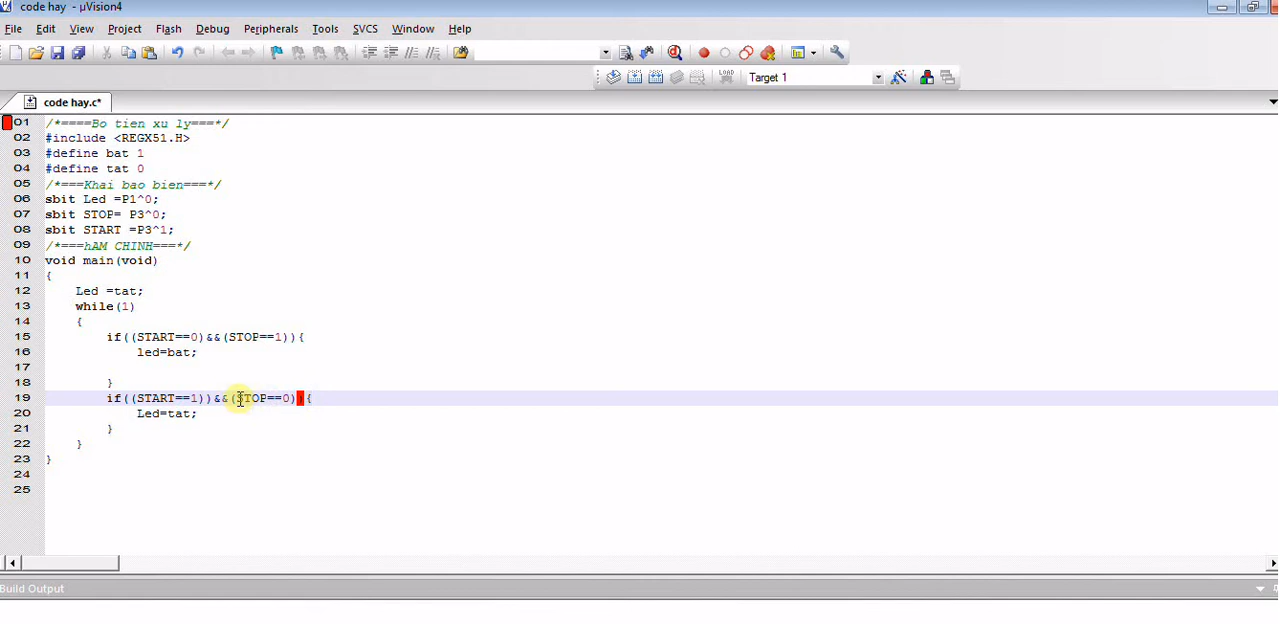 code hay - µVision4
File Edit View Project Flash Debug Peripherals Tools SVCS Window Help
LOAD Target 1
code hay.c*
01 /*====Bo tien xu ly===*/
02 #include <REGX51.H>
03 #define bat 1
04 #define tat 0
05 /*===Khai bao bien===*/
06 sbit Led =P1^0;
07 sbit STOP= P3^0;
08 sbit START =P3^1;
09 /*===hAM CHINH===*/
10 void main(void)
11 {
12 Led =tat;
13 while(1)
14 {
15 if((START==0)&&(STOP==1)){
16 led=bat;
17
18 }
19 if((START==1))&&(STOP==0)){
20 Led=tat;
21 }
22 }
23 }
24
25
Build Output